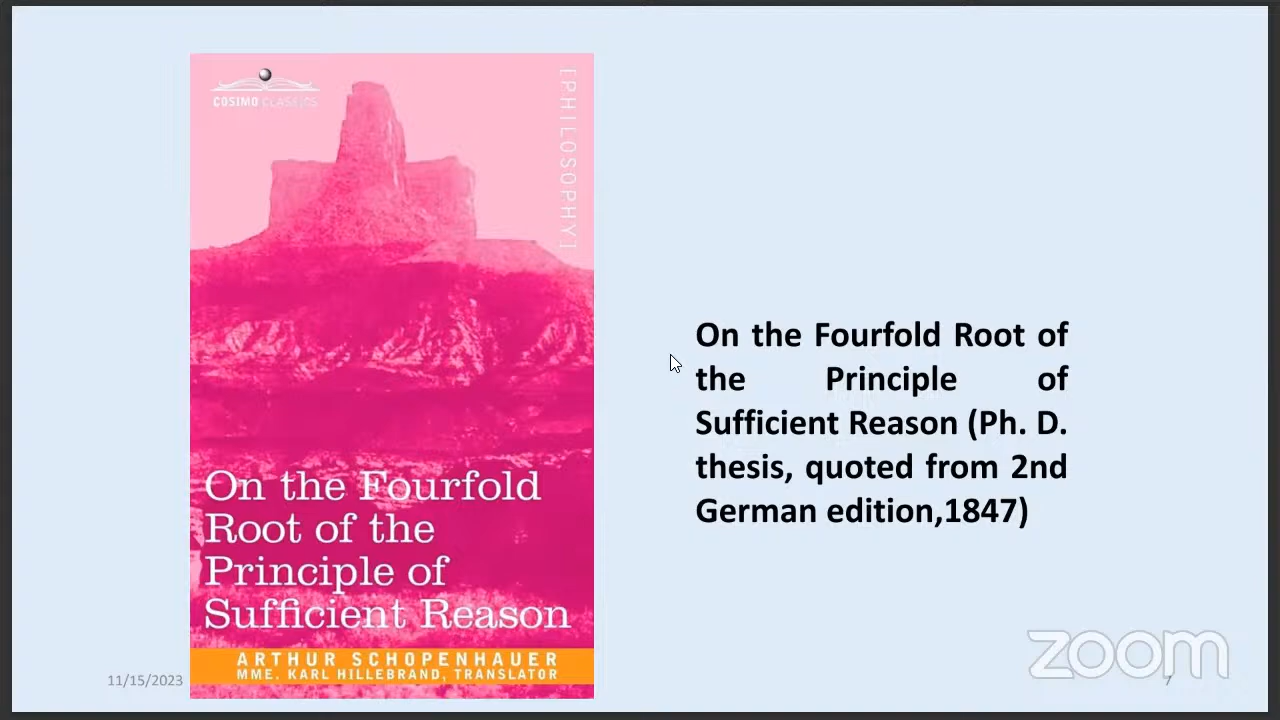 COSIMO CLASSICS
[PHILOSOPHY]
On the Fourfold
Root of the
Principle of
Sufficient Reason
ARTHUR SCHOPENHAUER
MME. KARL HILLEBRAND, TRANSLATOR
On the Fourfold Root of
the Principle of
Sufficient Reason (Ph. D.
thesis, quoted from 2nd
German edition,1847)
11/15/2023
zoom
7